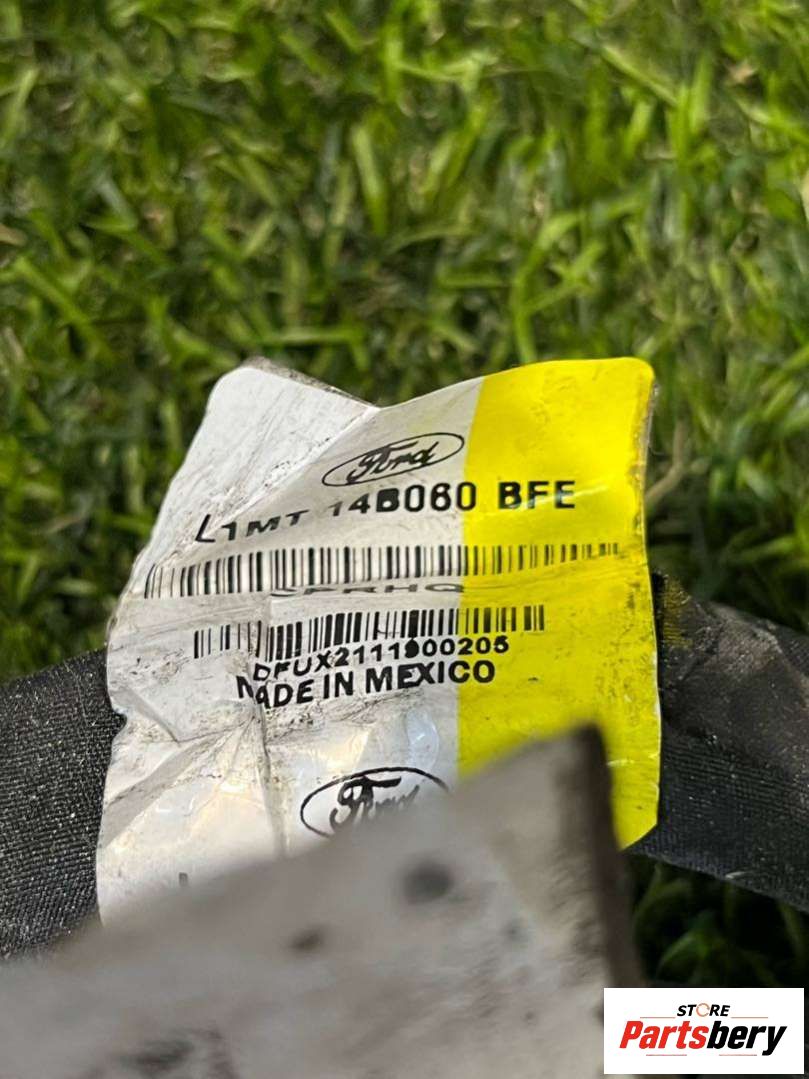 Ford
L1MT 14B060 BFE
DFUX2111900205
MADE IN MEXICO
Ford
STORE
Partsbery